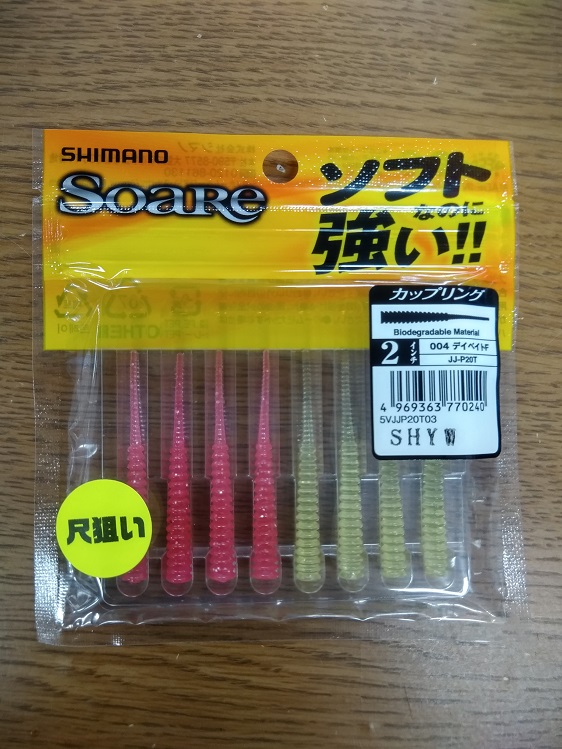 SHIMANO
SOARE
ソフト
なのに
強い!!
カップリング
Biodegradable Material
2インチ
004 デイベイトF
JJ-P20T
4 969363 770240
5VJJP20T03
SHY
尺狙い